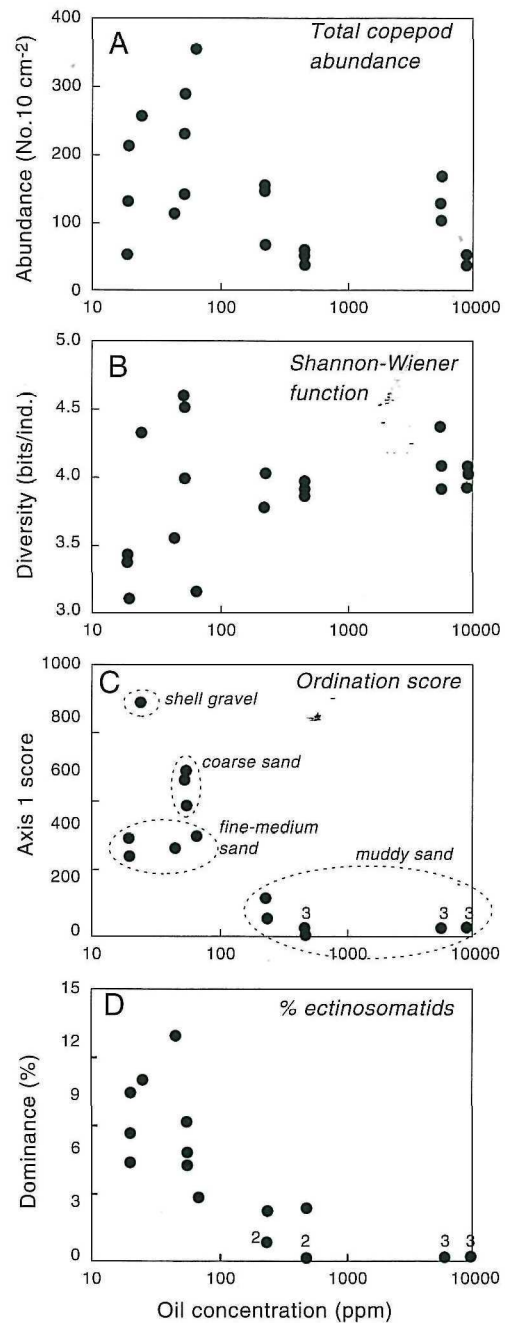 A
Total copepod
abundance
Abundance (No.10 cm-2)
400
300
200
100
0
10
100
1000
10000
B
Shannon-Wiener
function
Diversity (bits/ind.)
5.0
4.5
4.0
3.5
3.0
10
100
1000
10000
C
Ordination score
shell gravel
coarse sand
fine-medium
sand
muddy sand
3
3
3
Axis 1 score
1000
800
600
400
200
0
10
100
1000
10000
D
% ectinosomatids
Dominance (%)
15
12
9
6
3
0
2
2
3
3
10
100
1000
10000
Oil concentration (ppm)